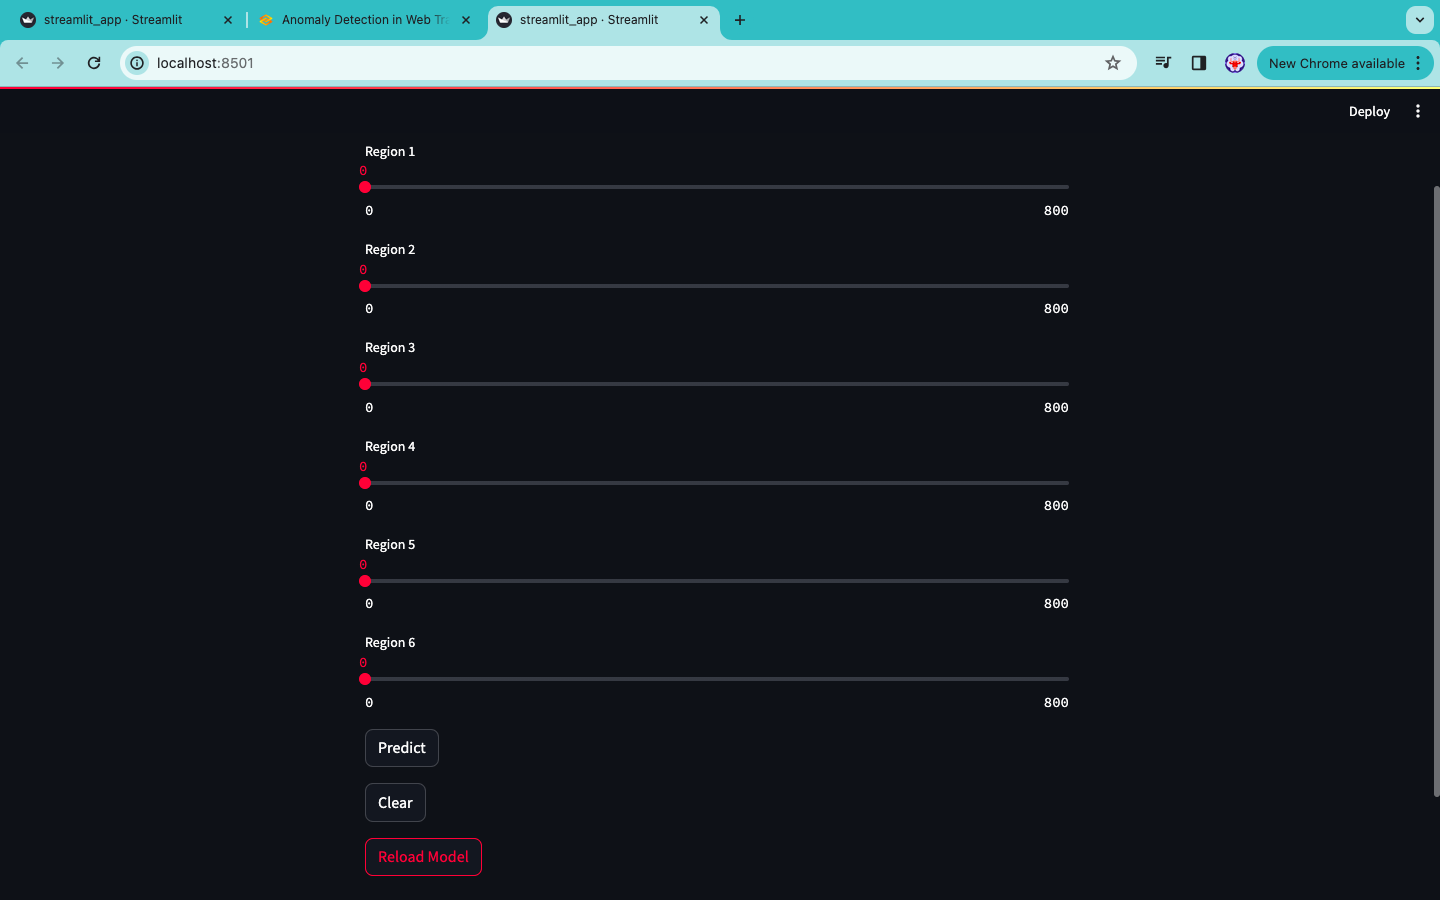 streamlit_app · Streamlit
Anomaly Detection in Web Tra
streamlit_app · Streamlit
localhost:8501
New Chrome available
Deploy
Region 1
0
0 800
Region 2
0
0 800
Region 3
0
0 800
Region 4
0
0 800
Region 5
0
0 800
Region 6
0
0 800
Predict
Clear
Reload Model